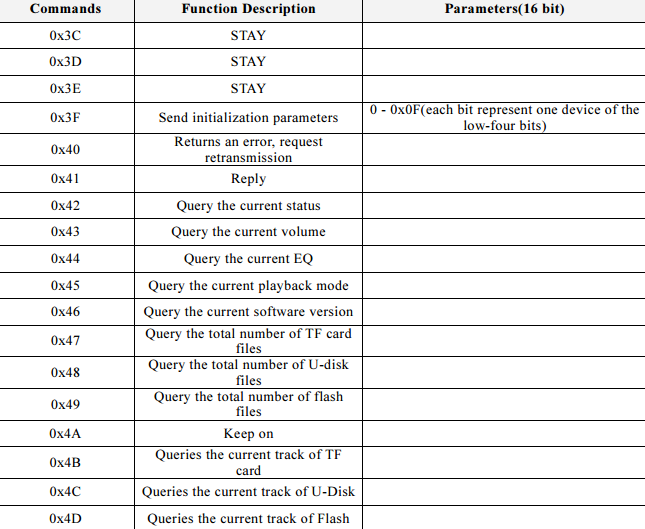 Commands Function Description Parameters(16 bit)
0x3C STAY
0x3D STAY
0x3E STAY
0x3F Send initialization parameters 0 - 0x0F(each bit represent one device of the
low-four bits)
0x40 Returns an error, request
retransmission
0x41 Reply
0x42 Query the current status
0x43 Query the current volume
0x44 Query the current EQ
0x45 Query the current playback mode
0x46 Query the current software version
0x47 Query the total number of TF card
files
0x48 Query the total number of U-disk
files
0x49 Query the total number of flash
files
0x4A Keep on
0x4B Queries the current track of TF
card
0x4C Queries the current track of U-Disk
0x4D Queries the current track of Flash